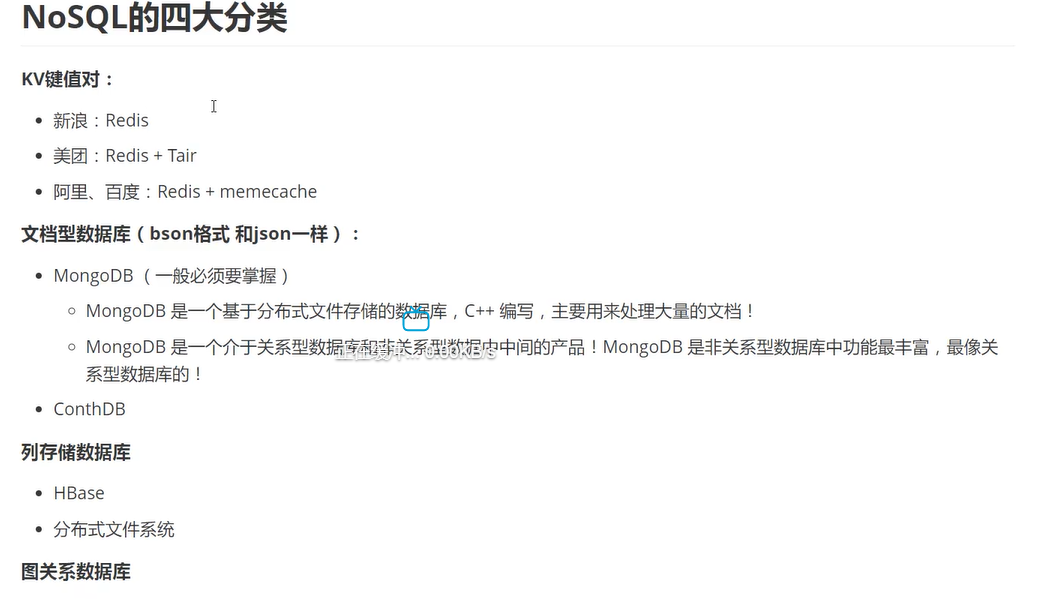 NoSQL的四大分类
KV键值对：
新浪：Redis
美团：Redis + Tair
阿里、百度：Redis + memecache
文档型数据库（bson格式 和json一样）：
MongoDB（一般必须要掌握）
MongoDB 是一个基于分布式文件存储的数据库，C++ 编写，主要用来处理大量的文档！
MongoDB 是一个介于关系型数据库和非关系型数据中中间的产品！MongoDB 是非关系型数据库中功能最丰富，最像关
系型数据库的！
正在缓冲... 0.00KB/s
ConthDB
列存储数据库
HBase
分布式文件系统
图关系数据库